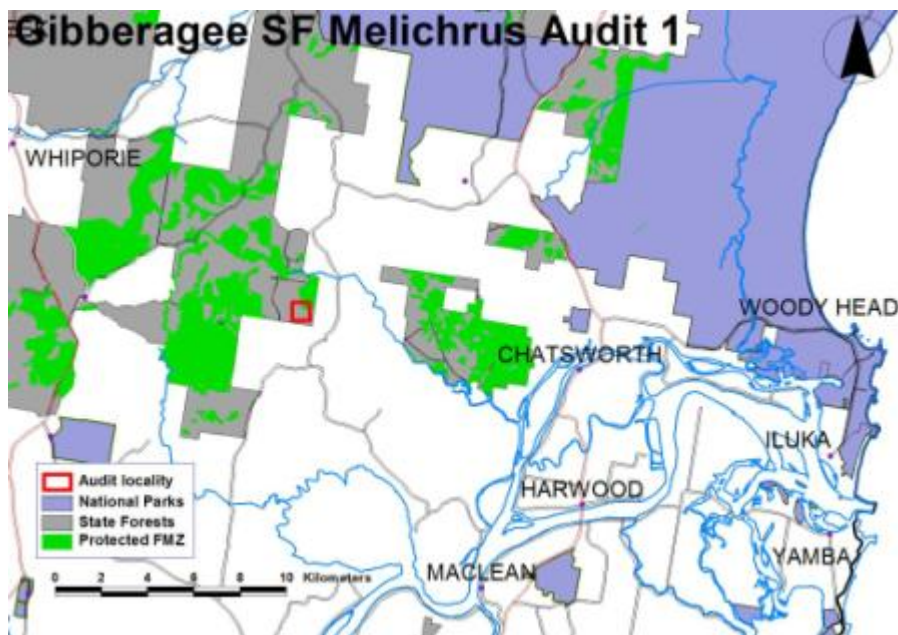 Gibberagee SF Melichrus Audit 1
WHIPORIE
WOODY HEAD
CHATSWORTH
ILUKA
HARWOOD
YAMBA
MACLEAN
Audit locality
National Parks
State Forests
Protected FMZ
0 2 4 6 8 10 Kilometers